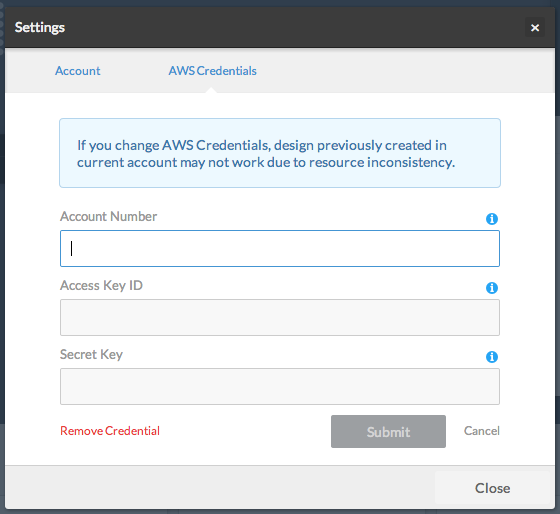 Settings
×
Account
AWS Credentials
If you change AWS Credentials, design previously created in
current account may not work due to resource inconsistency.
Account Number
i
Access Key ID
i
Secret Key
i
Remove Credential
Submit
Cancel
Close